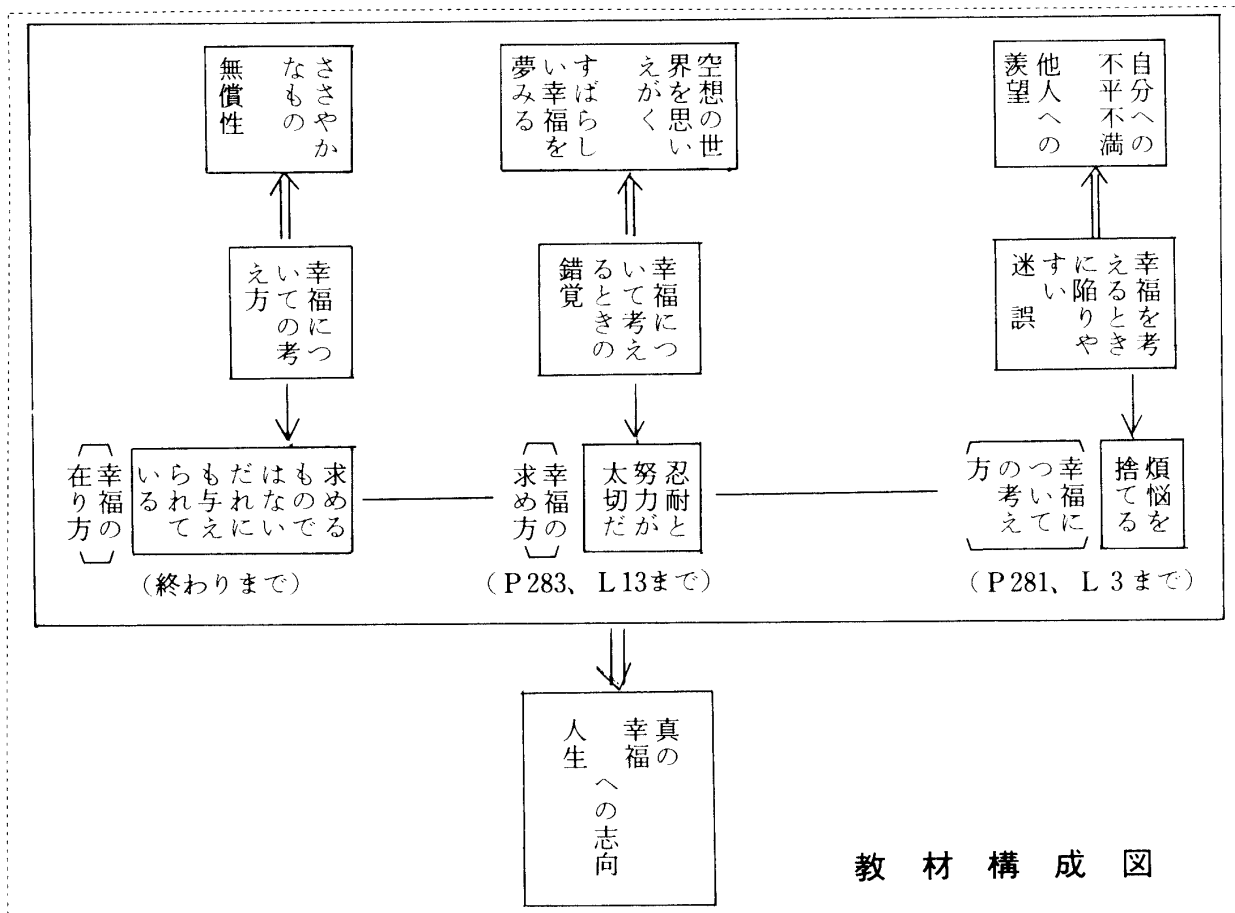 自分への
不平不満
他人への
羨望
幸福を考
えるとき
に陥りや
すい
迷　誤
煩悩を
捨てる
幸福に
ついて
の考え
方
（P281、L3まで）
空想の世
界を思い
えがく
すばらし
い幸福を
夢みる
幸福につ
いて考え
るときの
錯覚
忍耐と
努力が
太切だ
幸福の
求め方
（P283、L13まで）
ささやか
なもの
無償性
幸福につ
いての考
え方
求める
もので
はない
だれに
も与え
られて
いる
幸福の
在り方
（終わりまで）
真の
幸福
人生
への志向
教材構成図